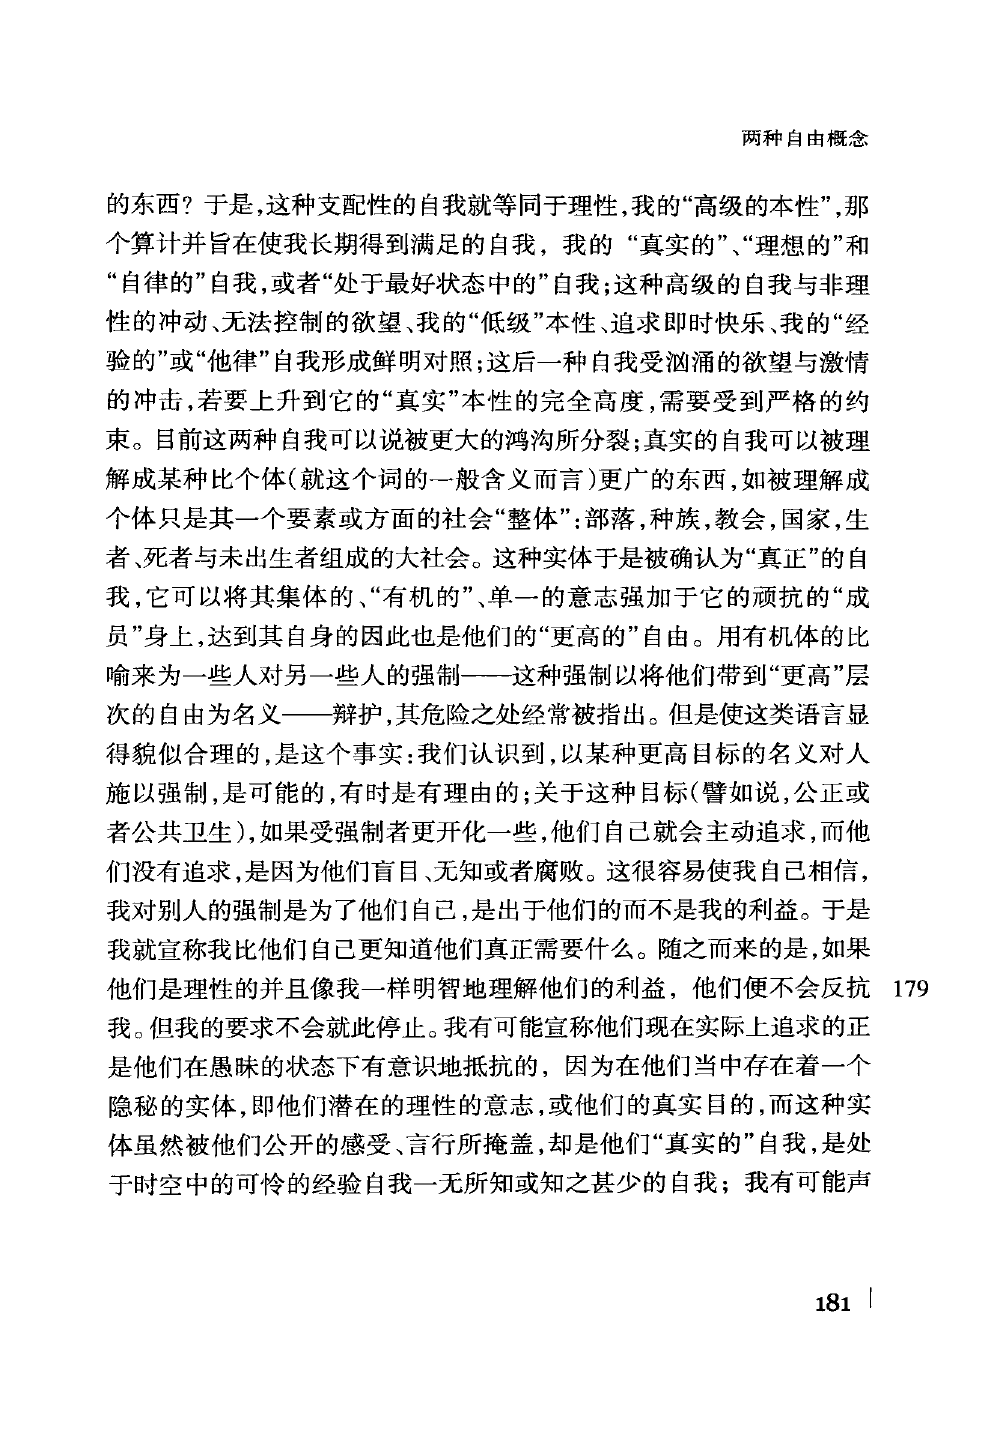 两种自由概念
的东西？于是，这种支配性的自我就等同于理性，我的“高级的本性”，那
个算计并旨在使我长期得到满足的自我，我的“真实的”、“理想的”和
“自律的”自我，或者“处于最好状态中的”自我；这种高级的自我与非理
性的冲动、无法控制的欲望、我的“低级”本性、追求即时快乐、我的“经
验的”或“他律”自我形成鲜明对照；这后一种自我受汹涌的欲望与激情
的冲击，若要上升到它的“真实”本性的完全高度，需要受到严格的约
束。目前这两种自我可以说被更大的鸿沟所分裂；真实的自我可以被理
解成某种比个体（就这个词的一般含义而言）更广的东西，如被理解成
个体只是其一个要素或方面的社会“整体”：部落，种族，教会，国家，生
者、死者与未出生者组成的大社会。这种实体于是被确认为“真正”的自
我，它可以将其集体的、“有机的”、单一的意志强加于它的顽抗的“成
员”身上，达到其自身的因此也是他们的“更高的”自由。用有机体的比
喻来为一些人对另一些人的强制——这种强制以将他们带到“更高”层
次的自由为名义——辩护，其危险之处经常被指出。但是使这类语言显
得貌似合理的，是这个事实：我们认识到，以某种更高目标的名义对人
施以强制，是可能的，有时是有理由的；关于这种目标（譬如说，公正或
者公共卫生），如果受强制者更开化一些，他们自己就会主动追求，而他
们没有追求，是因为他们盲目、无知或者腐败。这很容易使我自己相信，
我对别人的强制是为了他们自己，是出于他们的而不是我的利益。于是
我就宣称我比他们自己更知道他们真正需要什么。随之而来的是，如果
他们是理性的并且像我一样明智地理解他们的利益，他们便不会反抗 179
我。但我的要求不会就此停止。我有可能宣称他们现在实际上追求的正
是他们在愚昧的状态下有意识地抵抗的，因为在他们当中存在着一个
隐秘的实体，即他们潜在的理性的意志，或他们的真实目的，而这种实
体虽然被他们公开的感受、言行所掩盖，却是他们“真实的”自我，是处
于时空中的可怜的经验自我一无所知或知之甚少的自我；我有可能声
181